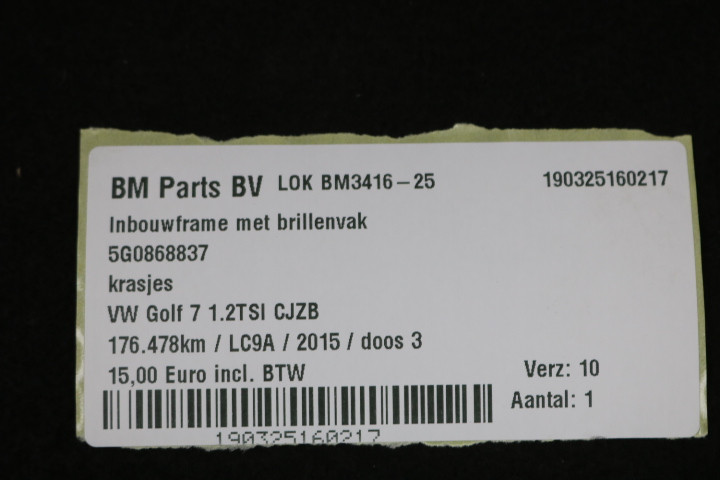 BM Parts BV LOK BM3416-25 190325160217
Inbouwframe met brillenvak
5G0868837
krasjes
VW Golf 7 1.2TSI CJZB
176.478km / LC9A / 2015 / doos 3
15,00 Euro incl. BTW Verz: 10
Aantal: 1
190325160217